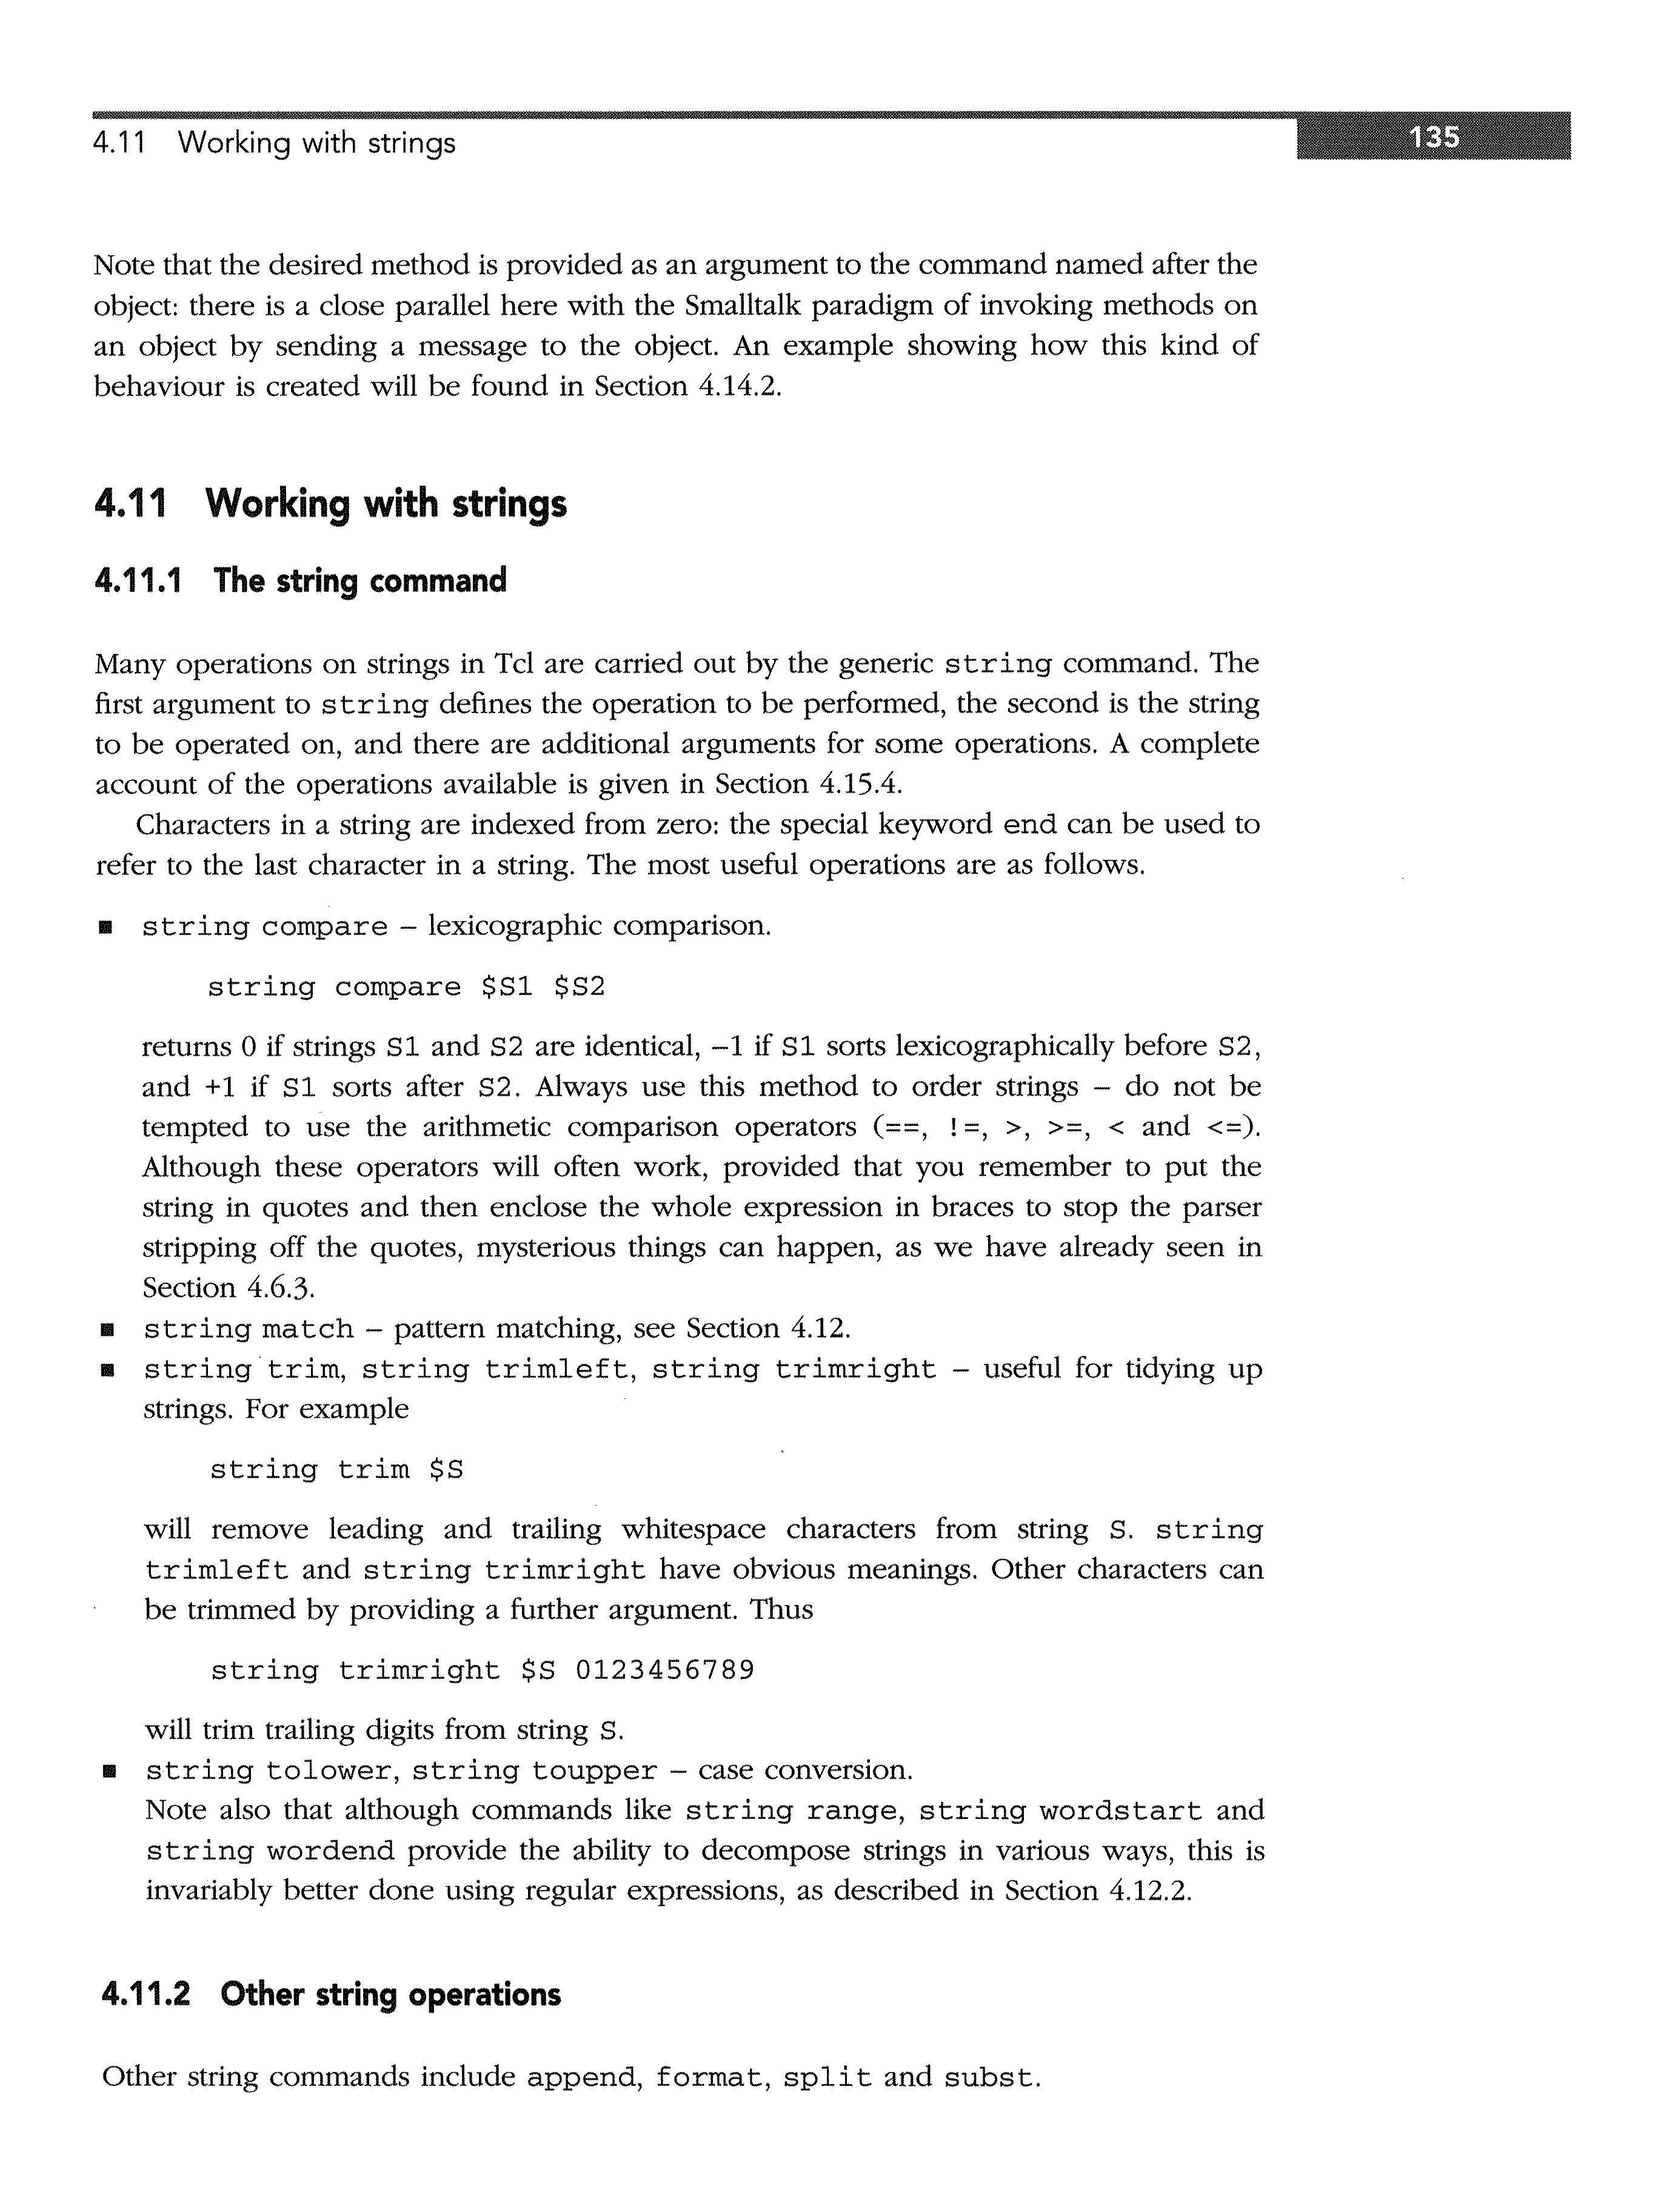 4.11 Working with strings
135
Note that the desired method is provided as an argument to the command named after the
object: there is a close parallel here with the Smalltalk paradigm of invoking methods on
an object by sending a message to the object. An example showing how this kind of
behaviour is created will be found in Section 4.14.2.
4.11 Working with strings
4.11.1 The string command
Many operations on strings in Tcl are carried out by the generic string command. The
first argument to string defines the operation to be performed, the second is the string
to be operated on, and there are additional arguments for some operations. A complete
account of the operations available is given in Section 4.15.4.
Characters in a string are indexed from zero: the special keyword end can be used to
refer to the last character in a string. The most useful operations are as follows.
■ string compare – lexicographic comparison.
string compare $S1 $S2
returns 0 if strings S1 and S2 are identical, –1 if S1 sorts lexicographically before S2,
and +1 if S1 sorts after S2. Always use this method to order strings – do not be
tempted to use the arithmetic comparison operators (==, !=, >, >=, < and <=).
Although these operators will often work, provided that you remember to put the
string in quotes and then enclose the whole expression in braces to stop the parser
stripping off the quotes, mysterious things can happen, as we have already seen in
Section 4.6.3.
■ string match – pattern matching, see Section 4.12.
■ string trim, string trimleft, string trimright – useful for tidying up
strings. For example
string trim $S
will remove leading and trailing whitespace characters from string S. string
trimleft and string trimright have obvious meanings. Other characters can
be trimmed by providing a further argument. Thus
string trimright $S 0123456789
will trim trailing digits from string S.
■ string tolower, string toupper – case conversion.
Note also that although commands like string range, string wordstart and
string wordend provide the ability to decompose strings in various ways, this is
invariably better done using regular expressions, as described in Section 4.12.2.
4.11.2 Other string operations
Other string commands include append, format, split and subst.